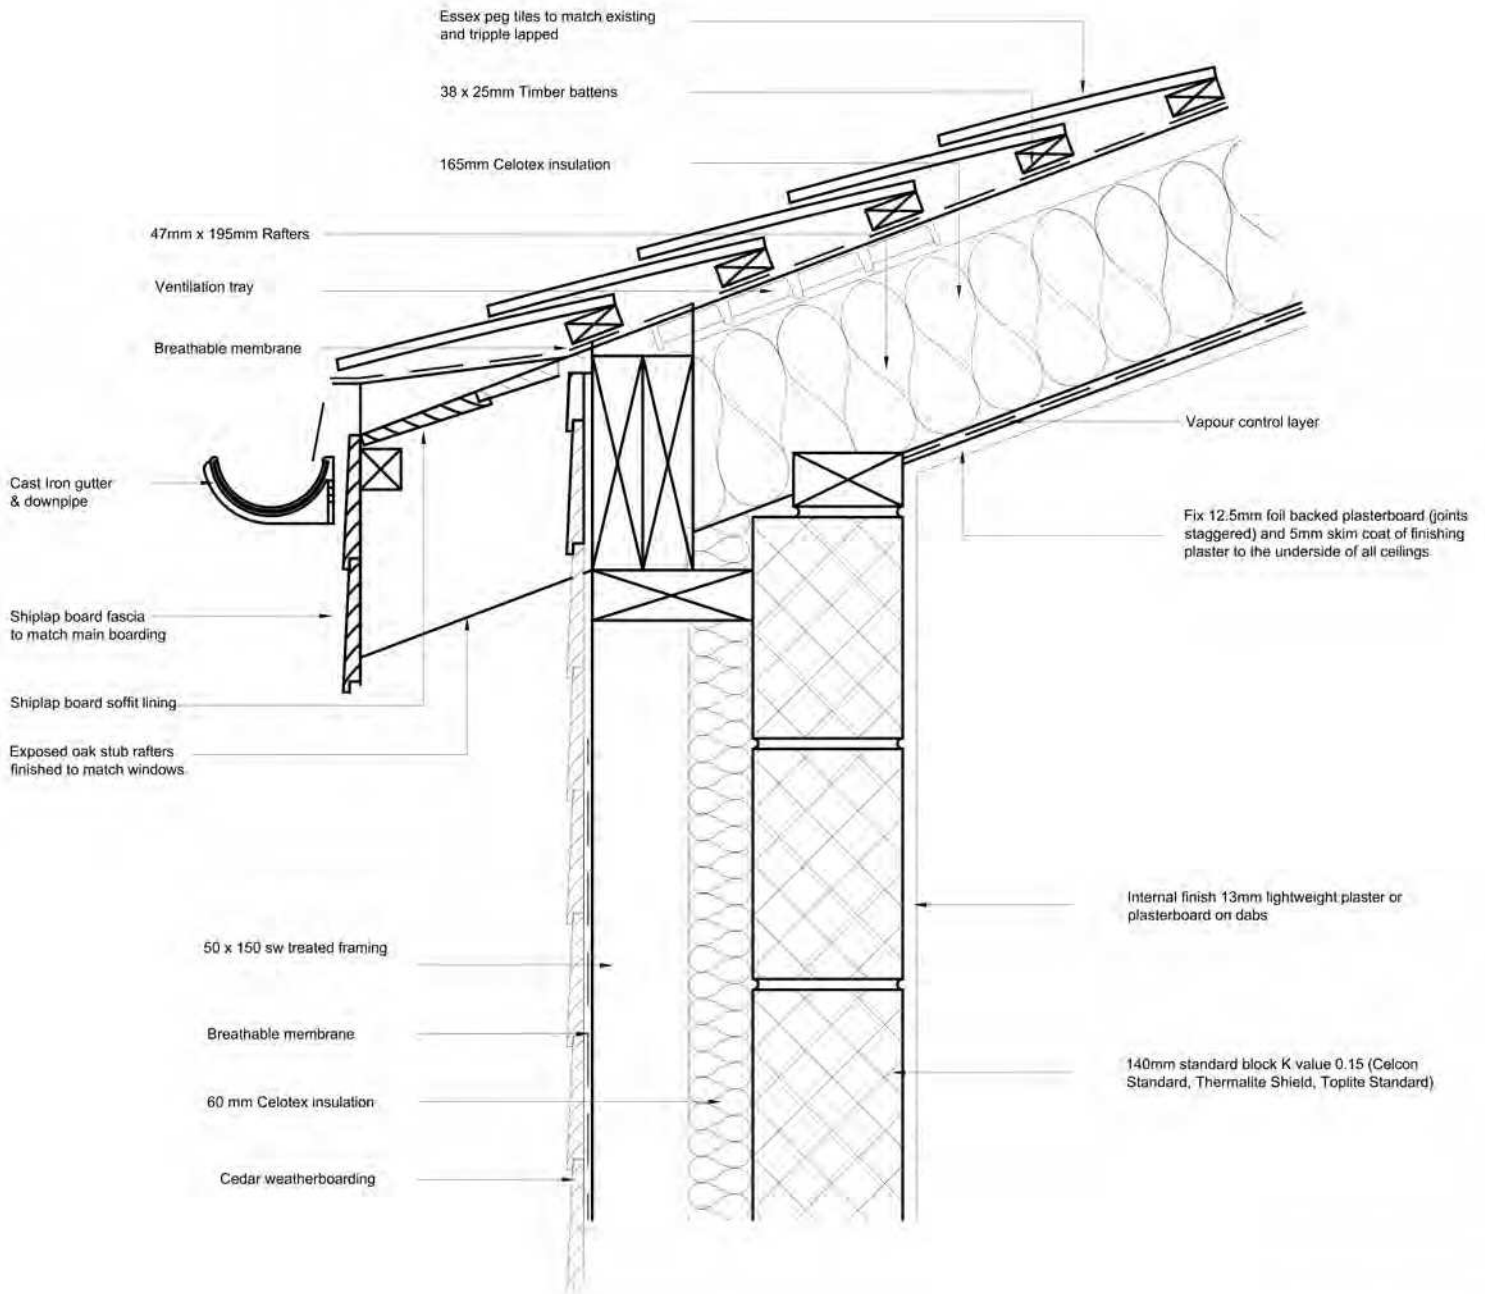 Essex peg tiles to match existing
and tripple lapped
38 x 25mm Timber battens
165mm Celotex insulation
47mm x 195mm Rafters
Ventilation tray
Breathable membrane
Vapour control layer
Cast Iron gutter
& downpipe
Fix 12.5mm foil backed plasterboard (joints
staggered) and 5mm skim coat of finishing
plaster to the underside of all ceilings
Shiplap board fascia
to match main boarding
Shiplap board soffit lining
Exposed oak stub rafters
finished to match windows
Internal finish 13mm lightweight plaster or
plasterboard on dabs
50 x 150 sw treated framing
Breathable membrane
140mm standard block K value 0.15 (Celcon
Standard, Thermalite Shield, Toplite Standard)
60 mm Celotex insulation
Cedar weatherboarding